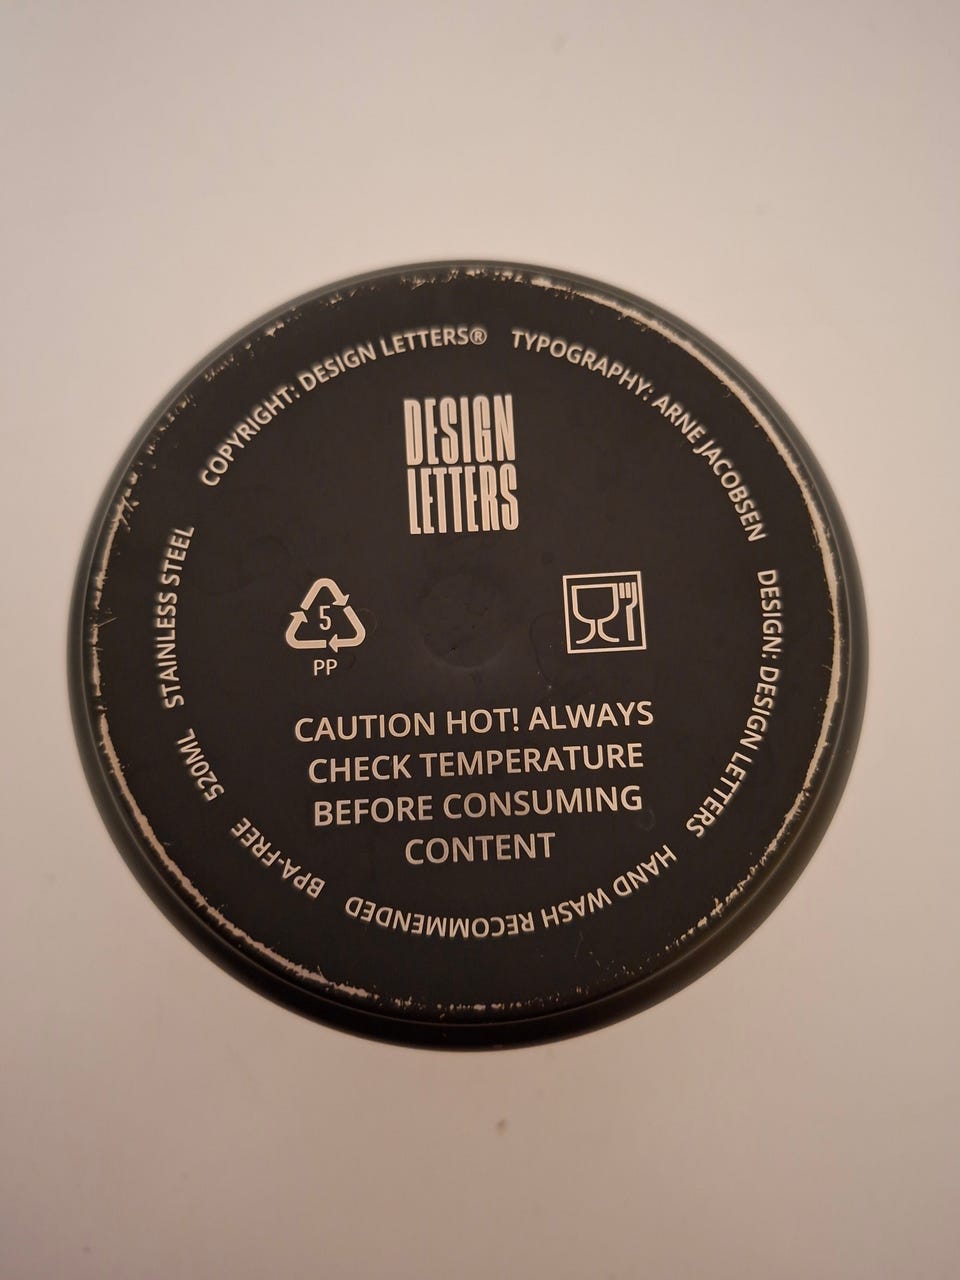 COPYRIGHT: DESIGN LETTERS®
TYPOGRAPHY: ARNE JACOBSEN
DESIGN: DESIGN LETTERS
HAND WASH RECOMMENDED
BPA-FREE
520ML
STAINLESS STEEL
DESIGN
LETTERS
5
PP
CAUTION HOT! ALWAYS
CHECK TEMPERATURE
BEFORE CONSUMING
CONTENT